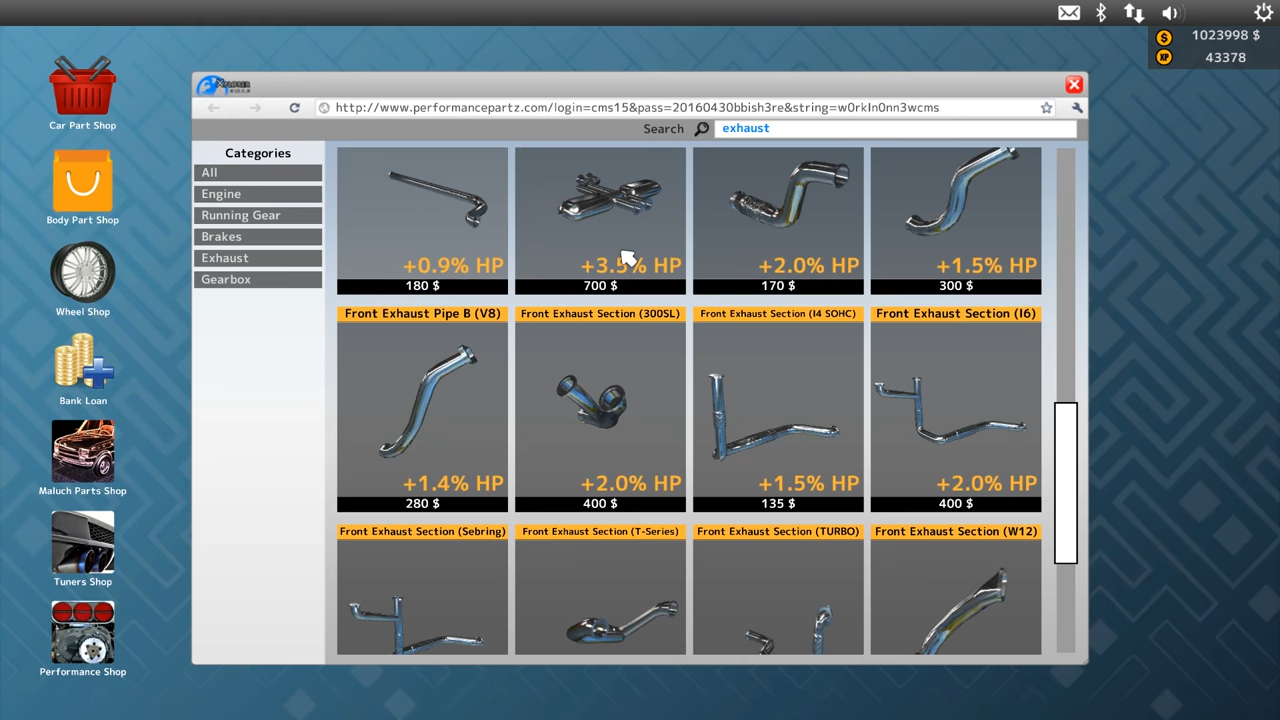 1023998 $
43378
http://www.performancepartz.com/login=cms15&pass=20160430bbish3re&string=w0rkIn0nn3wcms
Search
exhaust
Car Part Shop
Body Part Shop
Wheel Shop
Bank Loan
Maluch Parts Shop
Tuners Shop
Performance Shop
Categories
All
Engine
Running Gear
Brakes
Exhaust
Gearbox
+0.9% HP
180 $
+3.5% HP
700 $
+2.0% HP
170 $
+1.5% HP
300 $
Front Exhaust Pipe B (V8)
+1.4% HP
280 $
Front Exhaust Section (300SL)
+2.0% HP
400 $
Front Exhaust Section (I4 SOHC)
+1.5% HP
135 $
Front Exhaust Section (I6)
+2.0% HP
400 $
Front Exhaust Section (Sebring)
Front Exhaust Section (T-Series)
Front Exhaust Section (TURBO)
Front Exhaust Section (W12)